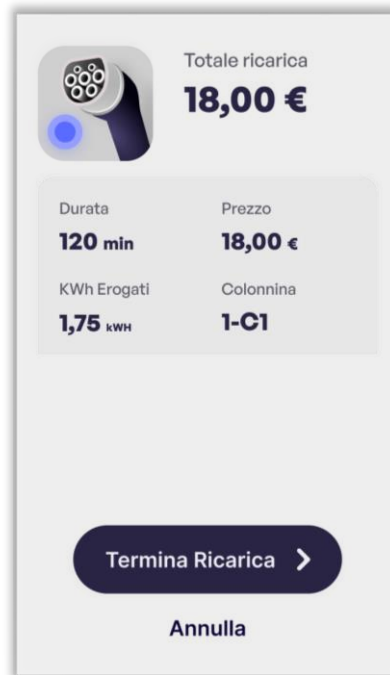 Totale ricarica
18,00 €
Durata
Prezzo
120 min
18,00 €
KWh Erogati
Colonnina
1,75 KWH
1-C1
Termina Ricarica
Annulla